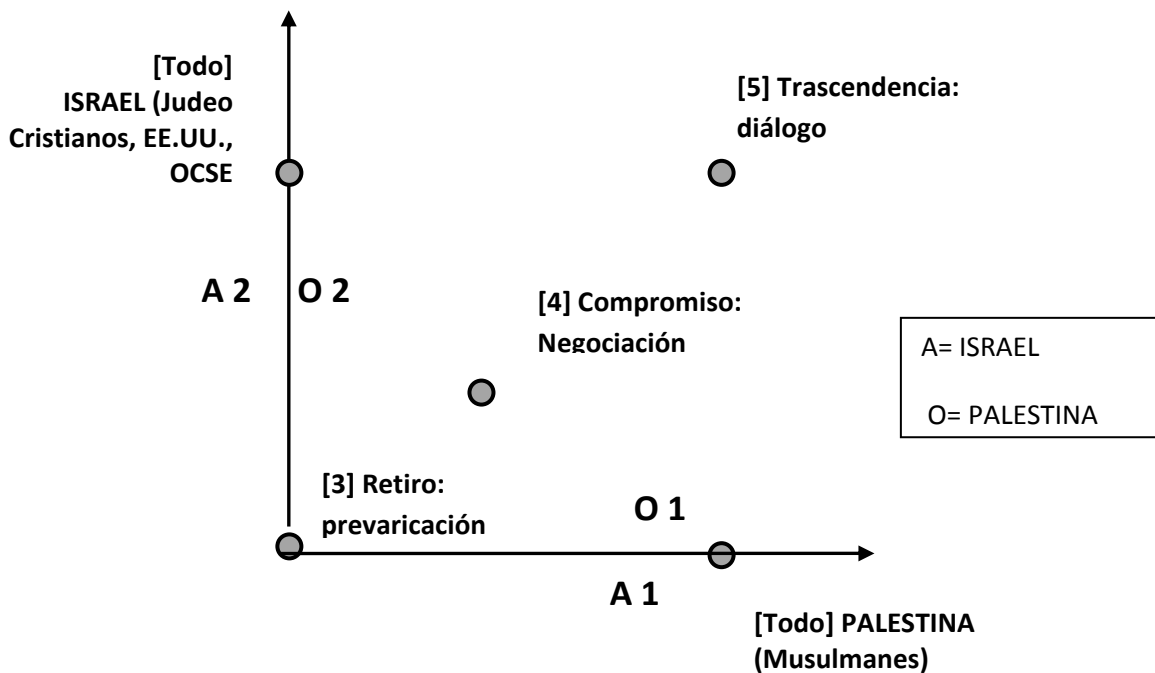 [Todo]
ISRAEL (Judeo
Cristianos, EE.UU.,
OCSE
[5] Trascendencia:
diálogo
A 2
O 2
[4] Compromiso:
Negociación
A= ISRAEL
O= PALESTINA
[3] Retiro:
prevaricación
O 1
A 1
[Todo] PALESTINA
(Musulmanes)